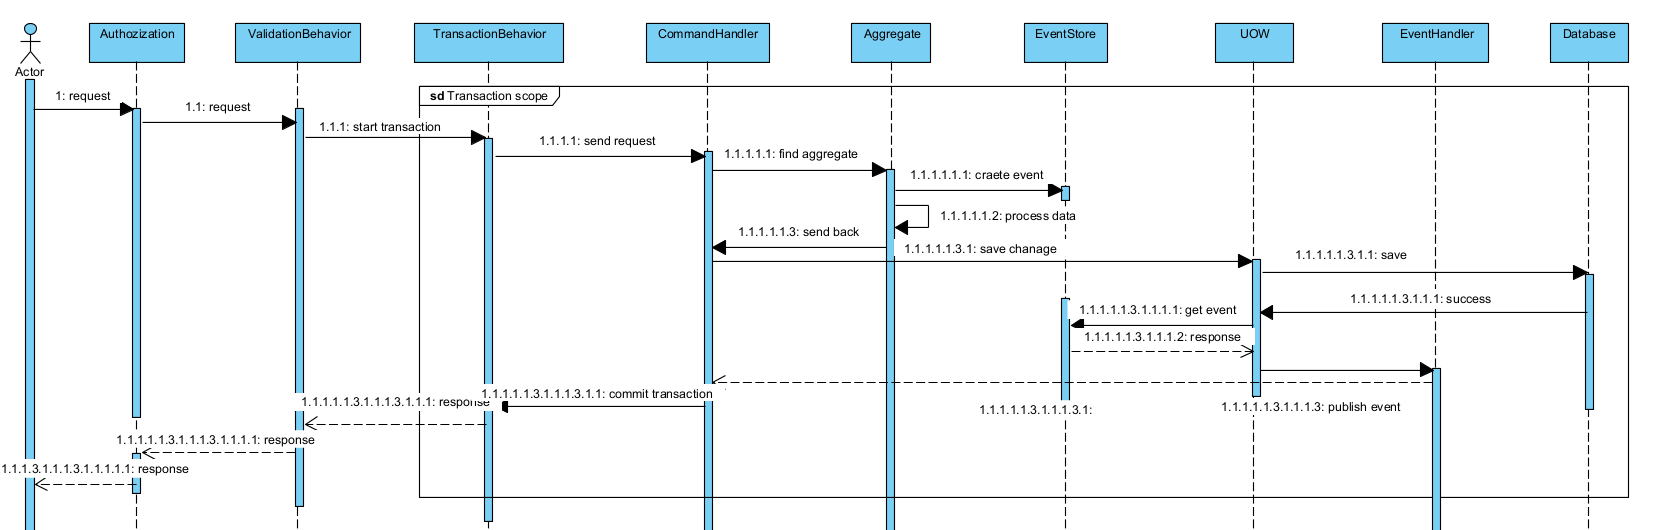 Authozization
ValidationBehavior
TransactionBehavior
CommandHandler
Aggregate
EventStore
UOW
EventHandler
Database
Actor
sd Transaction scope
1: request
1.1: request
1.1.1: start transaction
1.1.1.1: send request
1.1.1.1.1: find aggregate
1.1.1.1.1.1: craete event
1.1.1.1.1.2: process data
1.1.1.1.1.3: send back
1.1.1.1.1.3.1: save chanage
1.1.1.1.1.3.1.1: save
1.1.1.1.1.3.1.1.1: success
1.1.1.1.1.3.1.1.1.1: get event
1.1.1.1.1.3.1.1.1.2: response
1.1.1.1.1.3.1.1.1.3.1.1: commit transaction
1.1.1.1.1.3.1.1.1.3.1.1.1: response
1.1.1.1.1.3.1.1.1.3.1:
1.1.1.1.1.3.1.1.1.3: publish event
1.1.1.1.1.3.1.1.1.3.1.1.1.1: response
1.1.1.3.1.1.1.3.1.1.1.1.1: response